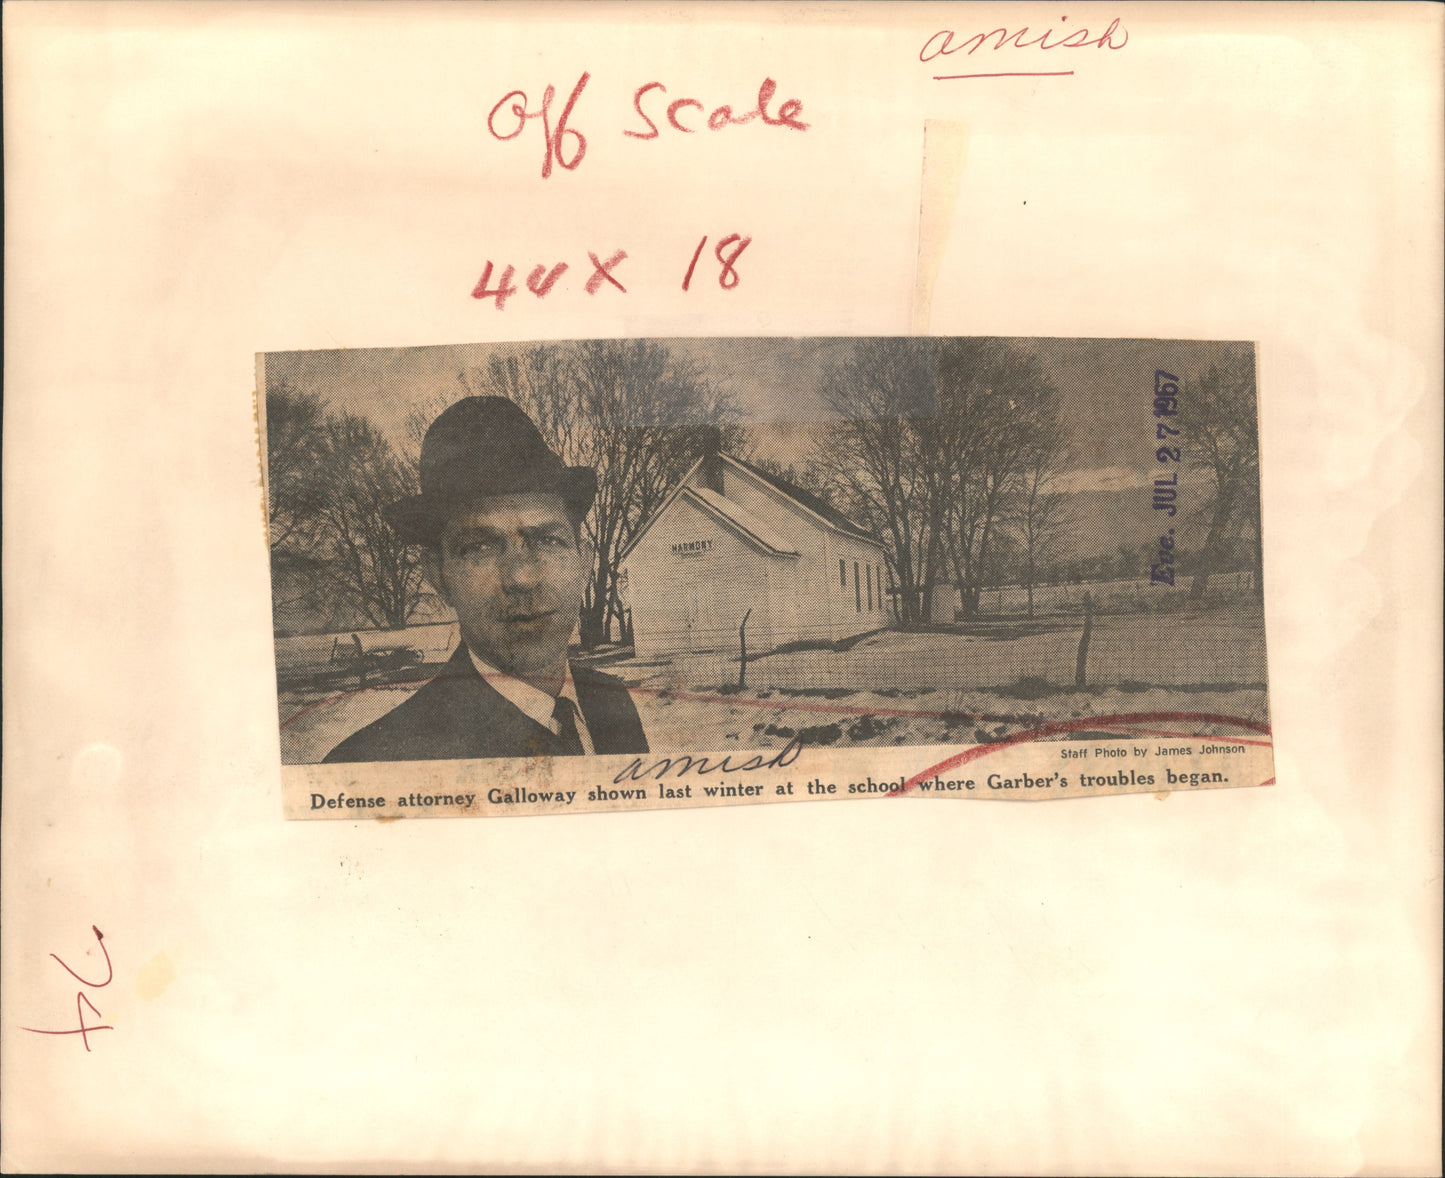 amish
Off Scale
44 X 18
HARMONY
Eve. JUL 27 1967
Staff Photo by James Johnson
amish
Defense attorney Galloway shown last winter at the school where Garber's troubles began.